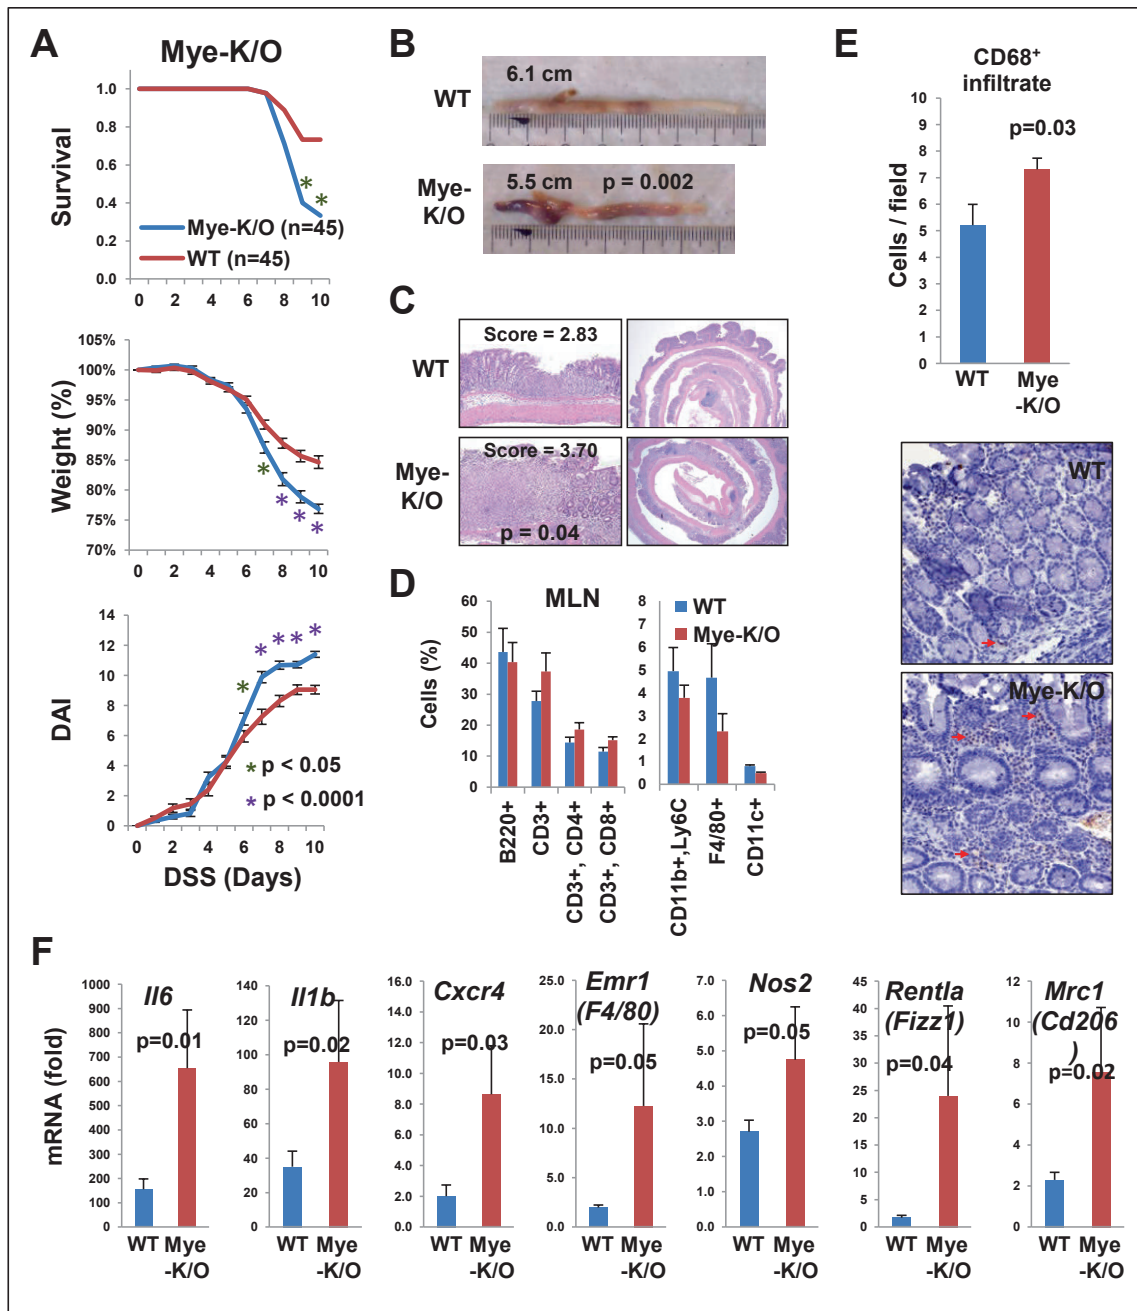 A
Mye-K/O
Survival
1.0
0.8
0.6
0.4
0.2
0.0
Mye-K/O (n=45)
WT (n=45)
0 2 4 6 8 10
Weight (%)
105%
100%
95%
90%
85%
80%
75%
70%
0 2 4 6 8 10
DAI
14
12
10
8
6
4
2
0
* p < 0.05
* p < 0.0001
0 2 4 6 8 10
DSS (Days)
B
WT
6.1 cm
Mye-
K/O
5.5 cm p = 0.002
C
WT
Score = 2.83
Mye-
K/O
Score = 3.70
p = 0.04
D
MLN
Cells (%)
60
50
40
30
20
10
0
B220+
CD3+
CD3+, CD4+
CD3+, CD8+
8
7
6
5
4
3
2
1
0
WT
Mye-K/O
CD11b+,Ly6C
F4/80+
CD11c+
E
CD68+
infiltrate
Cells / field
10
9
8
7
6
5
4
3
2
1
0
p=0.03
WT Mye
-K/O
WT
Mye-K/O
F
mRNA (fold)
1000
900
800
700
600
500
400
300
200
100
0
Il6
p=0.01
WT Mye
-K/O
140
120
100
80
60
40
20
0
Il1b
p=0.02
WT Mye
-K/O
16.0
14.0
12.0
10.0
8.0
6.0
4.0
2.0
0.0
Cxcr4
p=0.03
WT Mye
-K/O
25.0
20.0
15.0
10.0
5.0
0.0
Emr1
(F4/80)
p=0.05
WT Mye
-K/O
7.0
6.0
5.0
4.0
3.0
2.0
1.0
0.0
Nos2
p=0.05
WT Mye
-K/O
45
40
35
30
25
20
15
10
5
0
Rentla
(Fizz1)
p=0.04
WT Mye
-K/O
12
10
8
6
4
2
0
Mrc1
(Cd206
)
p=0.02
WT Mye
-K/O